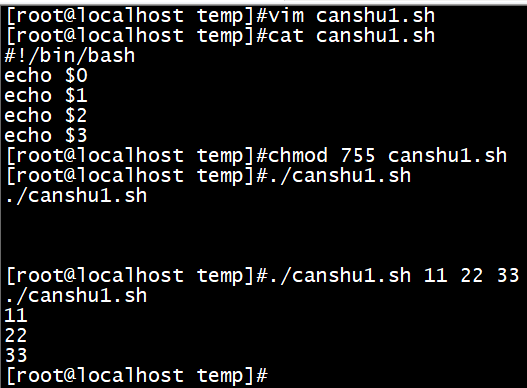 [root@localhost temp]#vim canshu1.sh
[root@localhost temp]#cat canshu1.sh
#!/bin/bash
echo $0
echo $1
echo $2
echo $3
[root@localhost temp]#chmod 755 canshu1.sh
[root@localhost temp]#./canshu1.sh
./canshu1.sh
[root@localhost temp]#./canshu1.sh 11 22 33
./canshu1.sh
11
22
33
[root@localhost temp]#